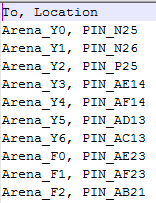 To, Location
Arena_Y0, PIN_N25
Arena_Y1, PIN_N26
Arena_Y2, PIN_P25
Arena_Y3, PIN_AE14
Arena_Y4, PIN_AF14
Arena_Y5, PIN_AD13
Arena_Y6, PIN_AC13
Arena_F0, PIN_AE23
Arena_F1, PIN_AF23
Arena_F2, PIN_AB21